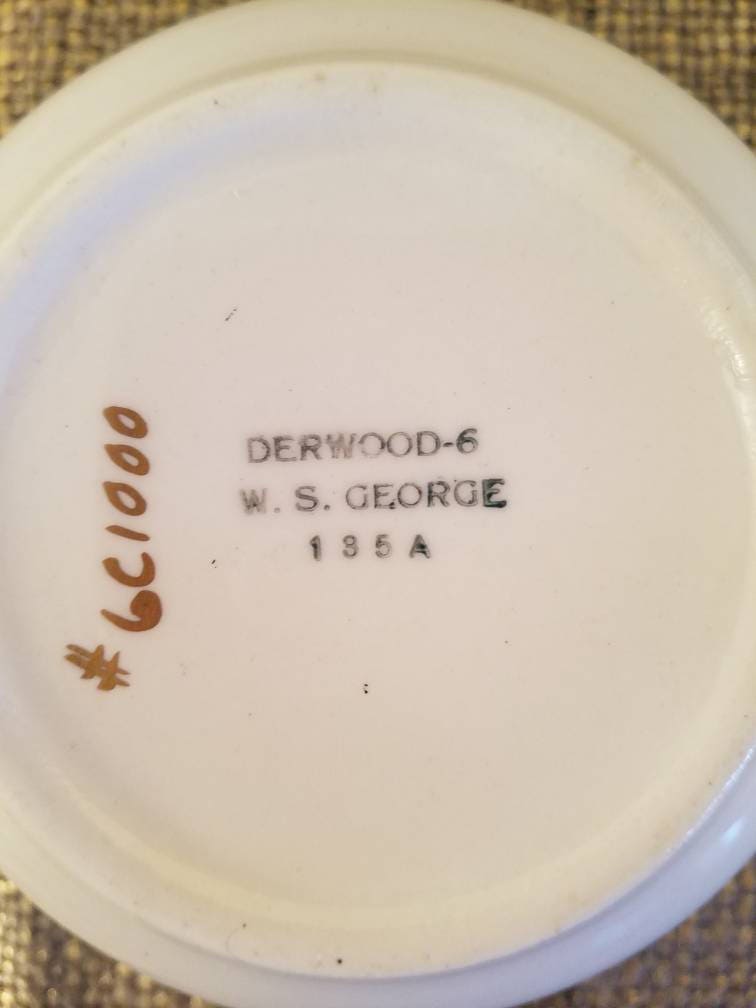 DERWOOD-6
W. S. GEORGE
135A
#6C1000